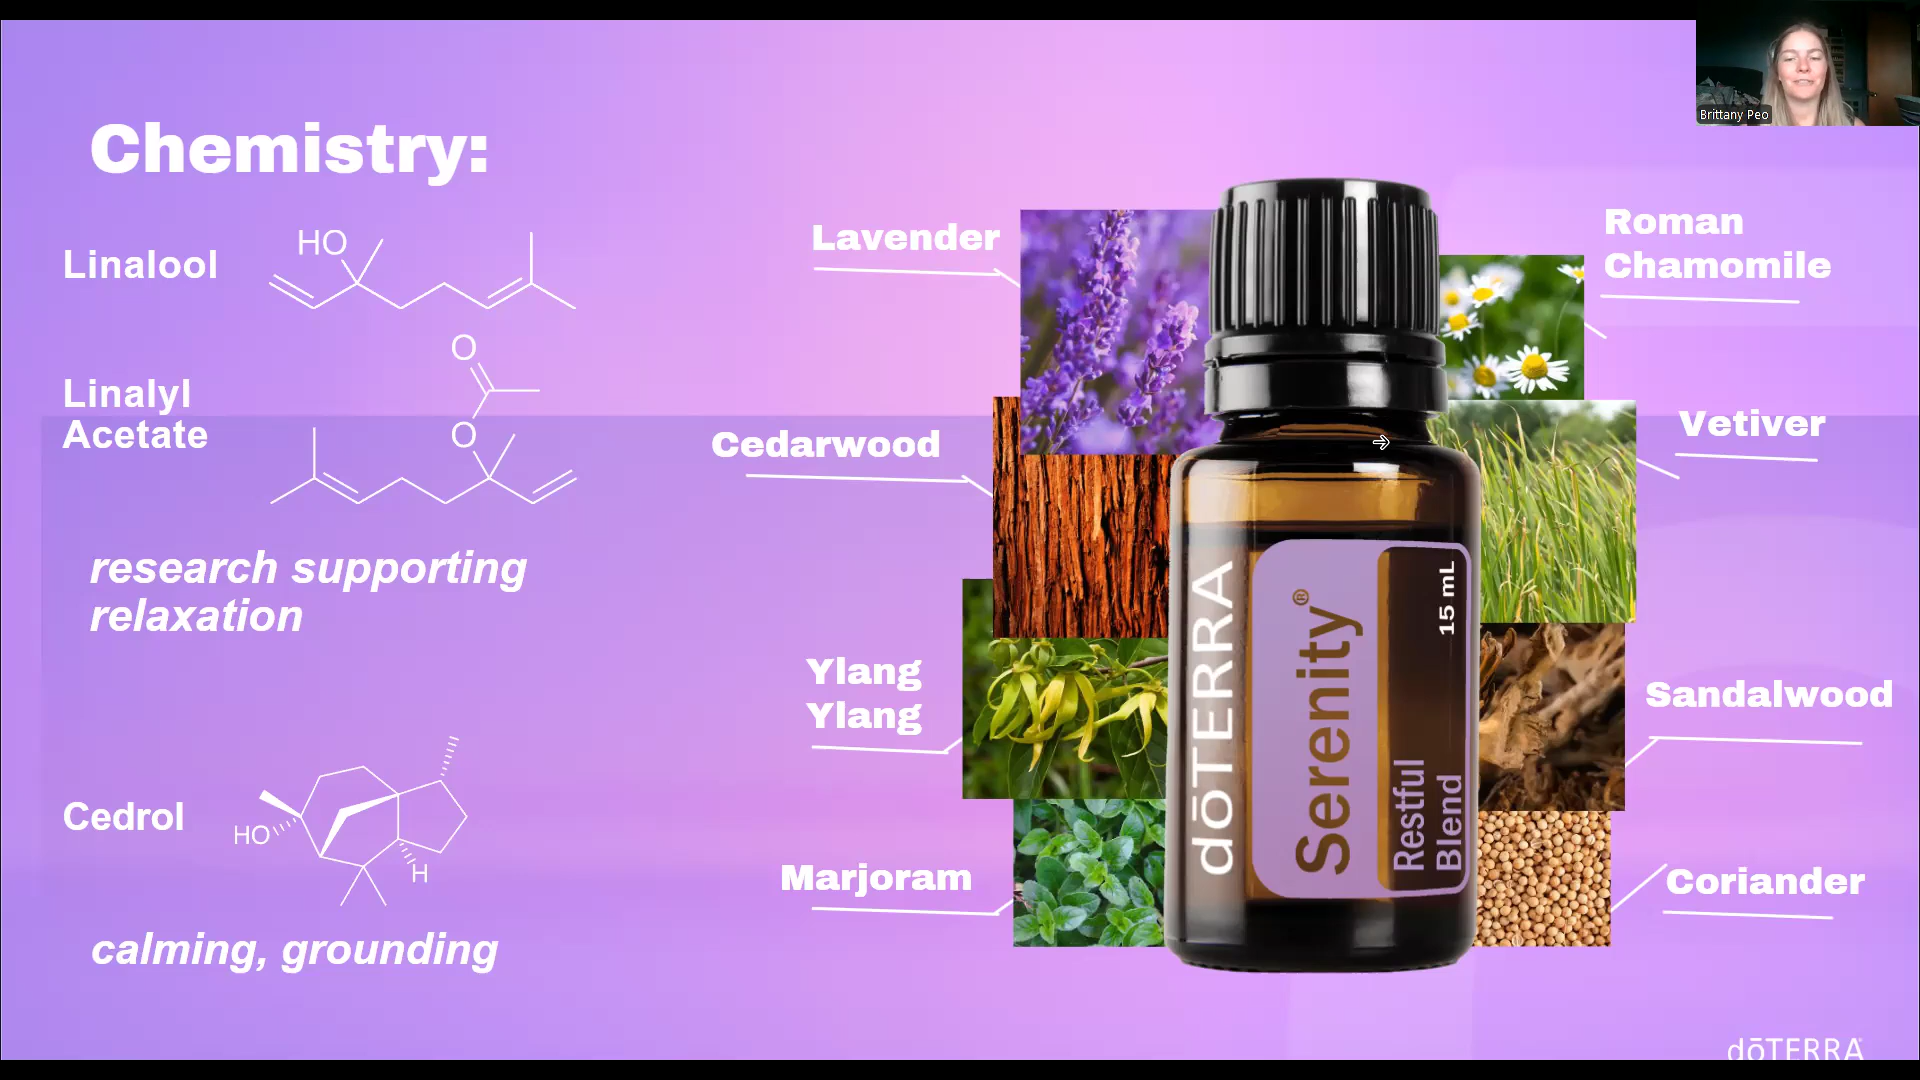 Brittany Peo
Chemistry:
Linalool
HO
Linalyl
Acetate
O
O
research supporting
relaxation
Cedrol
HO
H
calming, grounding
Lavender
Cedarwood
Ylang
Ylang
Marjoram
dōTERRA
Serenity®
Restful
Blend
15 mL
Roman
Chamomile
Vetiver
Sandalwood
Coriander
dōTERRA